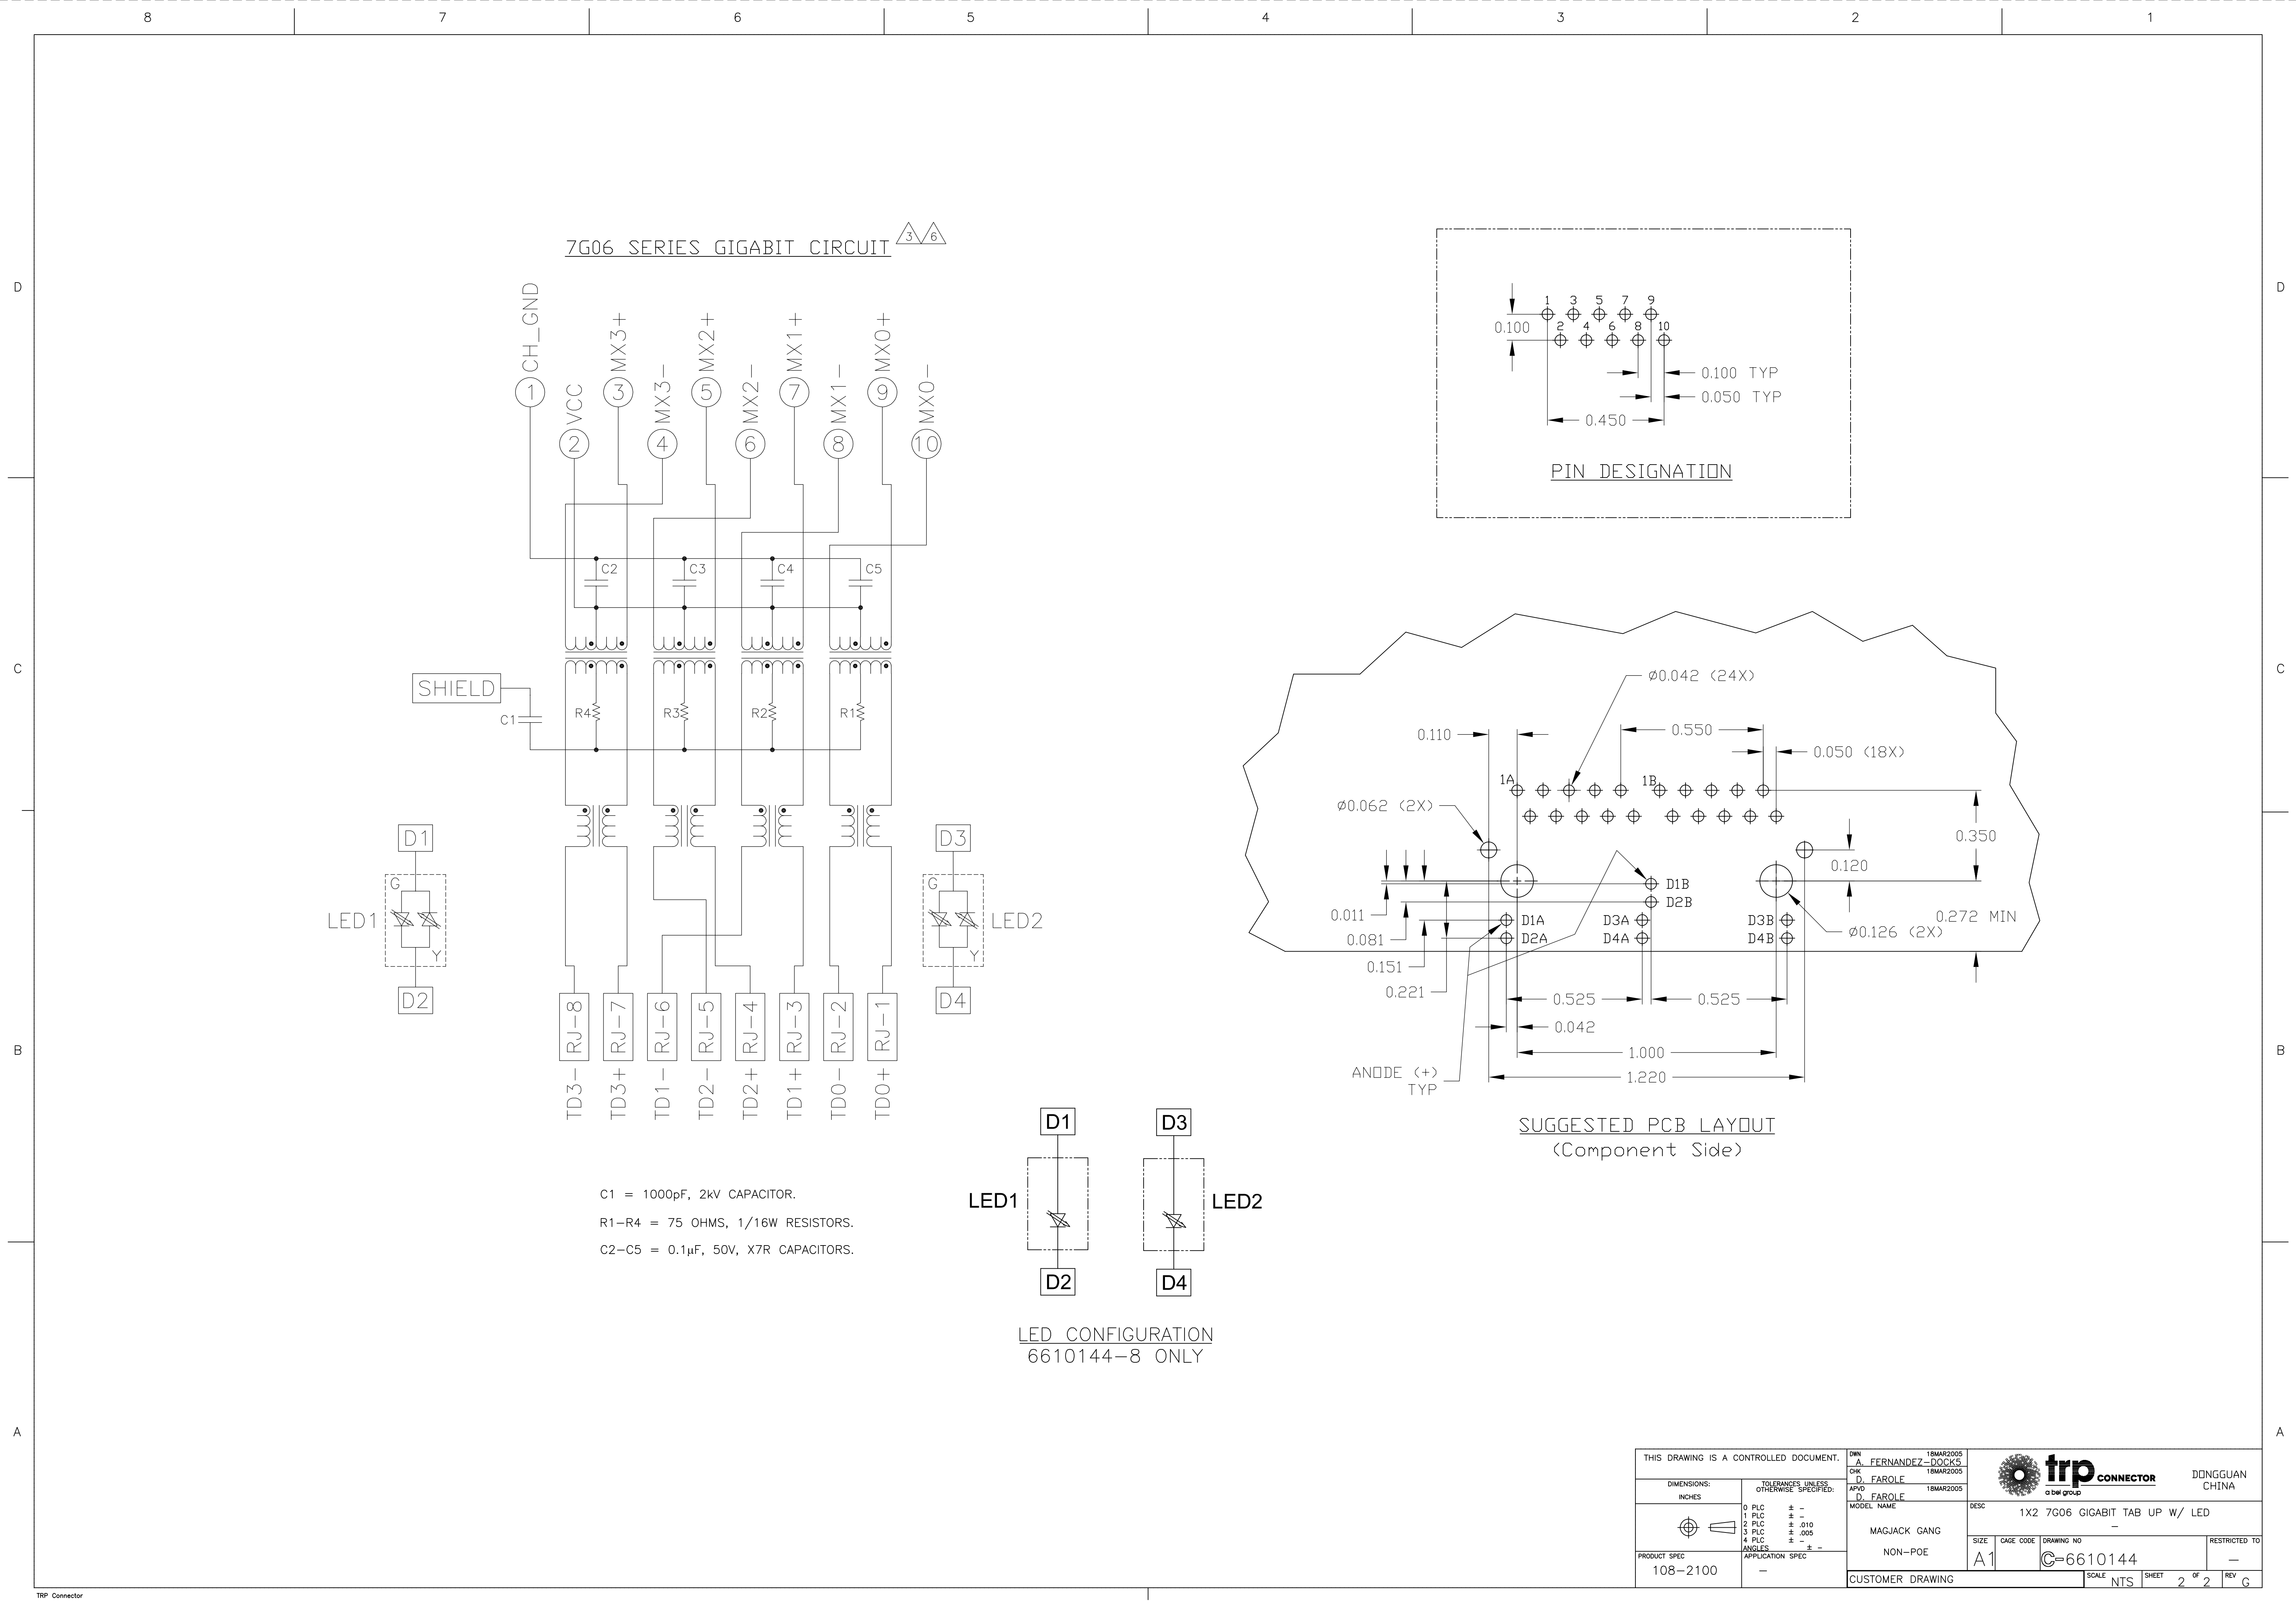 8 7 6 5 4 3 2 1
D
C
B
A
D
C
B
A
7G06 SERIES GIGABIT CIRCUIT
3 6
CH_GND
VCC
MX3+
MX3-
MX2+
MX2-
MX1+
MX1-
MX0+
MX0-
1 3 5 7 9
2 4 6 8 10
C2 C3 C4 C5
SHIELD
C1
R4 R3 R2 R1
D1
G
LED1
Y
D2
D3
G
LED2
Y
D4
RJ-8 RJ-7 RJ-6 RJ-5 RJ-4 RJ-3 RJ-2 RJ-1
TD3- TD3+ TD1- TD2- TD2+ TD1+ TD0- TD0+
C1 = 1000pF, 2kV CAPACITOR.
R1-R4 = 75 OHMS, 1/16W RESISTORS.
C2-C5 = 0.1µF, 50V, X7R CAPACITORS.
D1 D3
LED1 LED2
D2 D4
LED CONFIGURATION
6610144-8 ONLY
1 3 5 7 9
2 4 6 8 10
0.100
0.100 TYP
0.050 TYP
0.450
PIN DESIGNATION
Ø0.042 (24X)
0.110
0.550
0.050 (18X)
1A 1B
Ø0.062 (2X)
0.350
0.120
D1B
D2B
0.011
0.272 MIN
D1A D3A D3B
D2A D4A D4B
Ø0.126 (2X)
0.081
0.151
0.221
0.525 0.525
0.042
1.000
ANODE (+)
TYP
1.220
SUGGESTED PCB LAYOUT
(Component Side)
THIS DRAWING IS A CONTROLLED DOCUMENT.
DIMENSIONS:
INCHES
TOLERANCES UNLESS
OTHERWISE SPECIFIED:
0 PLC ± -
1 PLC ± -
2 PLC ± .010
3 PLC ± .005
4 PLC ± -
ANGLES ± -
PRODUCT SPEC
108-2100
APPLICATION SPEC
-
DWN 18MAR2005
A. FERNANDEZ-DOCK5
CHK 18MAR2005
D. FAROLE
APVD 18MAR2005
D. FAROLE
MODEL NAME
MAGJACK GANG
NON-POE
CUSTOMER DRAWING
trp CONNECTOR
a bel group
DONGGUAN
CHINA
DESC
1X2 7G06 GIGABIT TAB UP W/ LED
-
SIZE
A1
CAGE CODE
DRAWING NO
C-6610144
RESTRICTED TO
-
SCALE NTS
SHEET 2 OF 2
REV G
TRP Connector